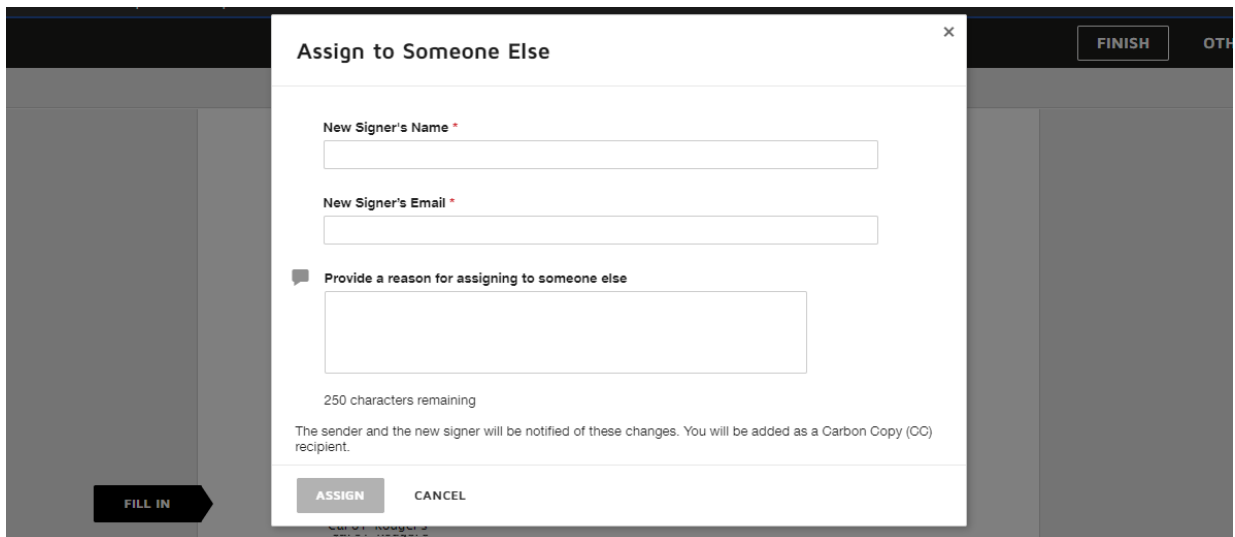 Assign to Someone Else
×
FINISH
OTH
New Signer's Name *
New Signer's Email *
Provide a reason for assigning to someone else
250 characters remaining
The sender and the new signer will be notified of these changes. You will be added as a Carbon Copy (CC)
recipient.
FILL IN
ASSIGN
CANCEL